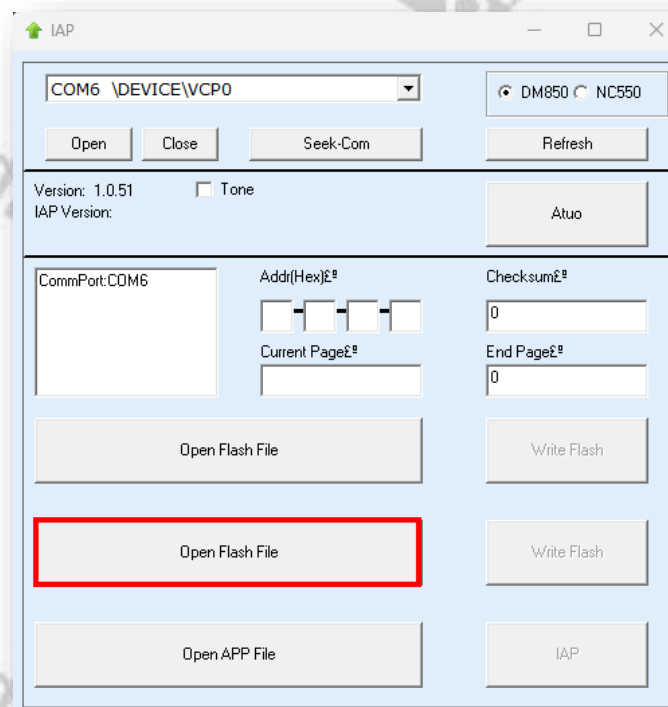 IAP
COM6 \DEVICE\VCP0
DM850 NC550
Open Close Seek-Com Refresh
Version: 1.0.51 Tone
IAP Version:
Atuo
CommPort:COM6
Addr(Hex)£º Checksum£º
0
Current Page£º End Page£º
0
Open Flash File Write Flash
Open Flash File Write Flash
Open APP File IAP